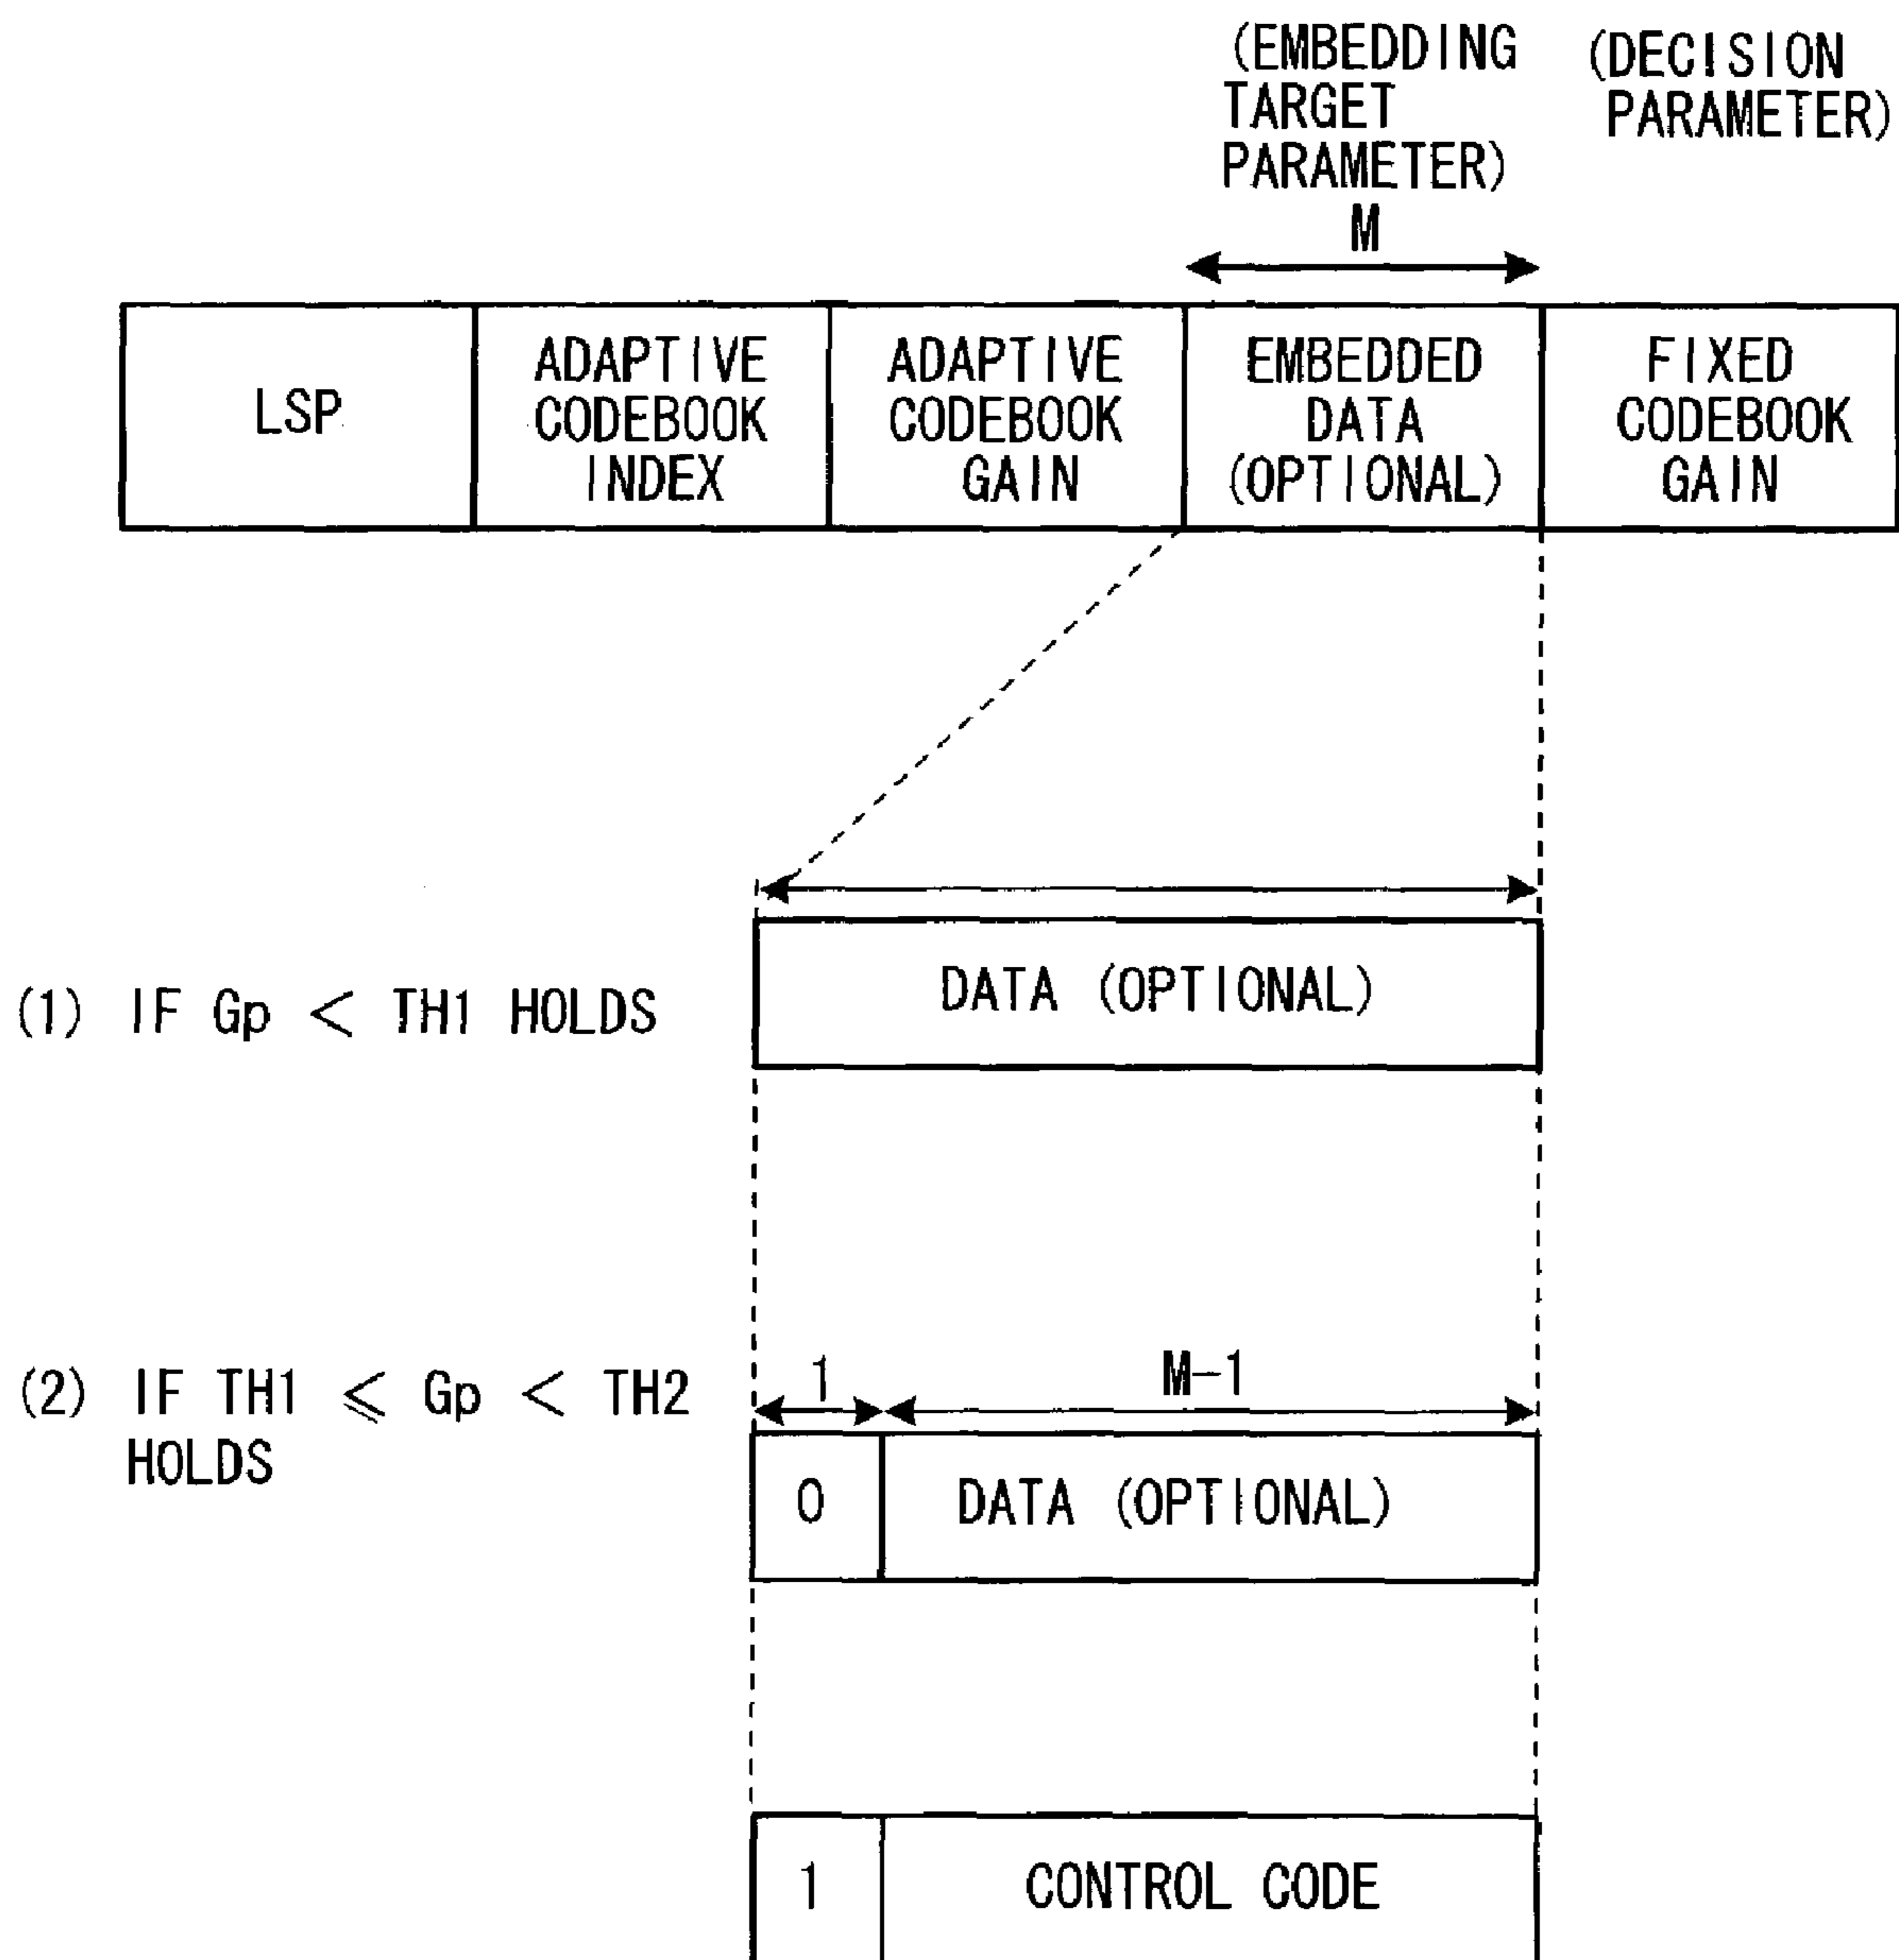 (EMBEDDING
TARGET
PARAMETER)
(DECISION
PARAMETER)
M
LSP
ADAPTIVE
CODEBOOK
INDEX
ADAPTIVE
CODEBOOK
GAIN
EMBEDDED
DATA
(OPTIONAL)
FIXED
CODEBOOK
GAIN
(1) IF Gp < TH1 HOLDS
DATA (OPTIONAL)
(2) IF TH1 ≤ Gp < TH2
HOLDS
1
M-1
0
DATA (OPTIONAL)
1
CONTROL CODE